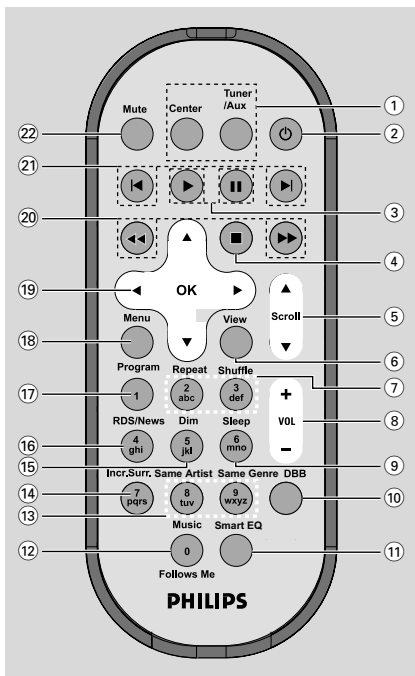 Tuner
Mute Center /Aux
1
22 2
21
3
20
4
19 OK
5
Scroll
Menu View
18 6
Program Repeat Shuffle
7
17 1 2 3
abc def
+
VOL 8
-
RDS/News Dim Sleep
16 4 5 6
ghi jkl mno
15 9
Incr.Surr. Same Artist Same Genre DBB
14 7 8 9 10
pqrs tuv wxyz
13
Music Smart EQ
12 0 11
Follows Me
PHILIPS